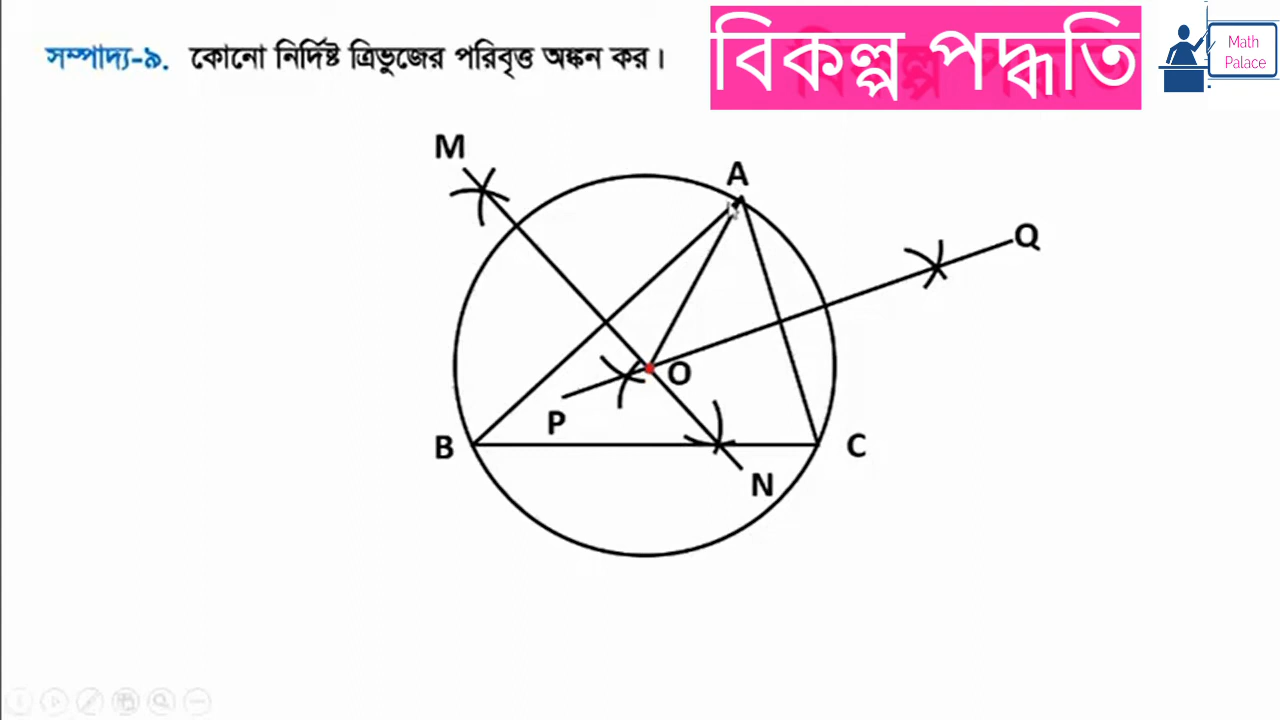 সম্পাদ্য-৯. কোনো নির্দিষ্ট ত্রিভুজের পরিবৃত্ত অঙ্কন কর।
বিকল্প পদ্ধতি
Math
Palace
M
A
Q
O
P
B
C
N